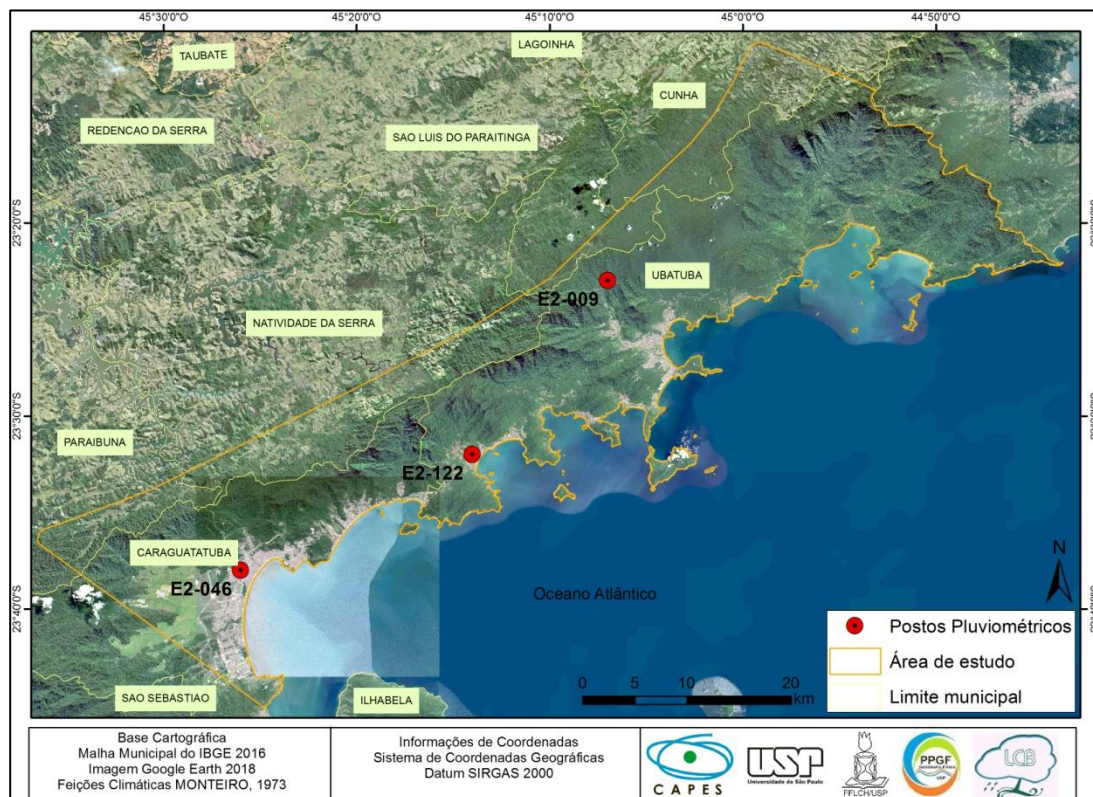 45°30'0"O 45°20'0"O 45°10'0"O 45°0'0"O 44°50'0"O
LAGOINHA
TAUBATE
CUNHA
REDENCAO DA SERRA
SAO LUIS DO PARAITINGA
23°20'0"S
UBATUBA
E2-009
NATIVIDADE DA SERRA
23°30'0"S
PARAIBUNA
E2-122
CARAGUATATUBA
E2-046
N
Oceano Atlântico
23°40'0"S
Postos Pluviométricos
Área de estudo
Limite municipal
0 5 10 20
km
SAO SEBASTIAO
ILHABELA
Base Cartográfica
Malha Municipal do IBGE 2016
Imagem Google Earth 2018
Feições Climáticas MONTEIRO, 1973
Informações de Coordenadas
Sistema de Coordenadas Geográficas
Datum SIRGAS 2000
CAPES
USP
Universidade de São Paulo
FFLCH/USP
PPGF
USP
LCB